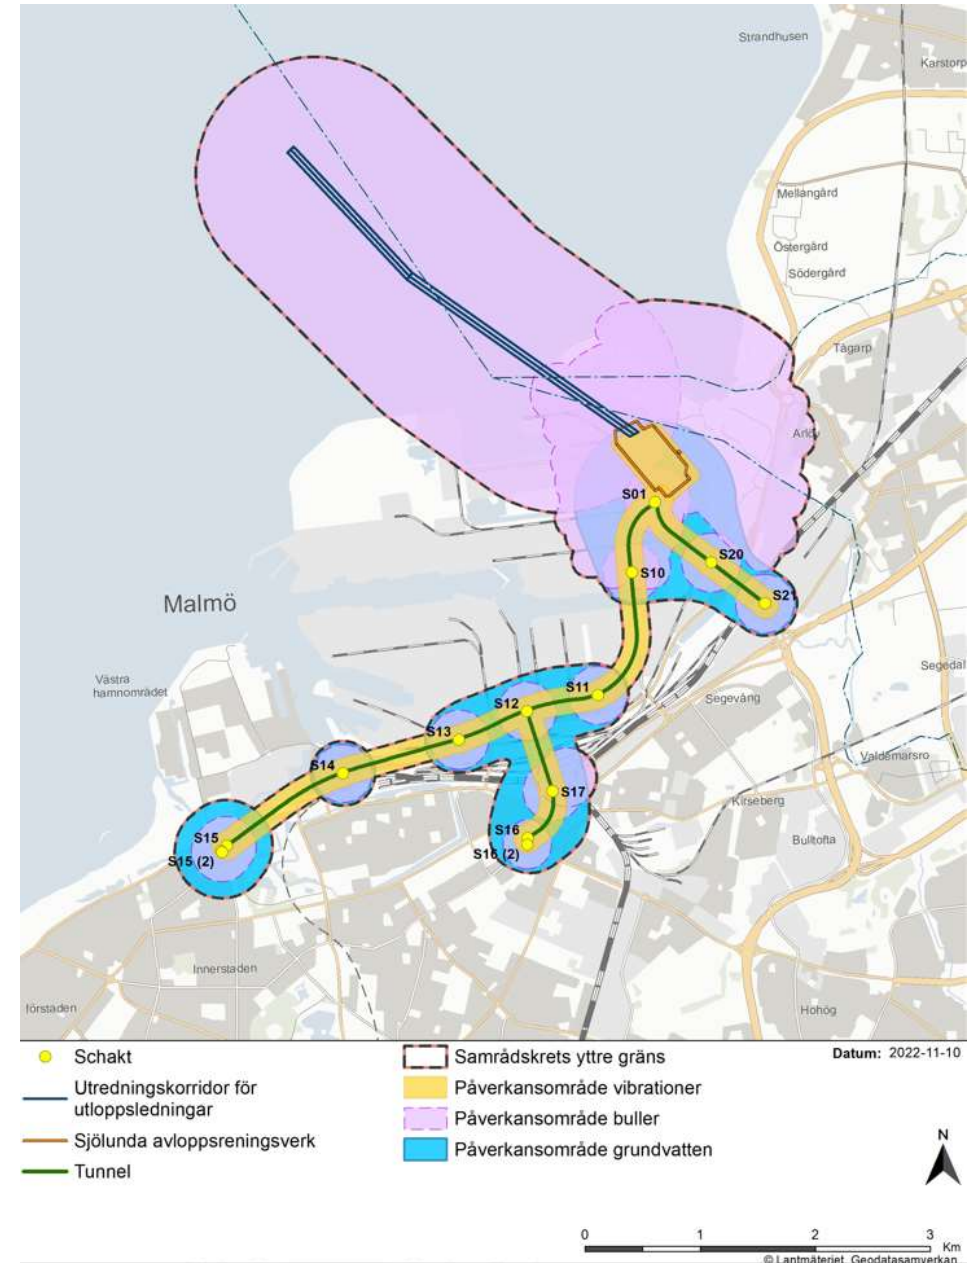 Strandhusen
Karstorp
Mellangård
Östergård
Södergård
Tågarp
Arlöv
S01
S20
S10
S21
Malmö
Västra
hamnområdet
Segedal
S11
Segevång
S12
S13
Valdemarsro
S14
S17
Kirseberg
S16
Bulltofta
S15
S16 (2)
S15 (2)
Innerstaden
förstaden
Hohög
Schakt
Utredningskorridor för
utloppsledningar
Sjölunda avloppsreningsverk
Tunnel
Samrådskrets yttre gräns
Påverkansområde vibrationer
Påverkansområde buller
Påverkansområde grundvatten
Datum: 2022-11-10
N
0 1 2 3
Km
© Lantmäteriet, Geodatasamverkan